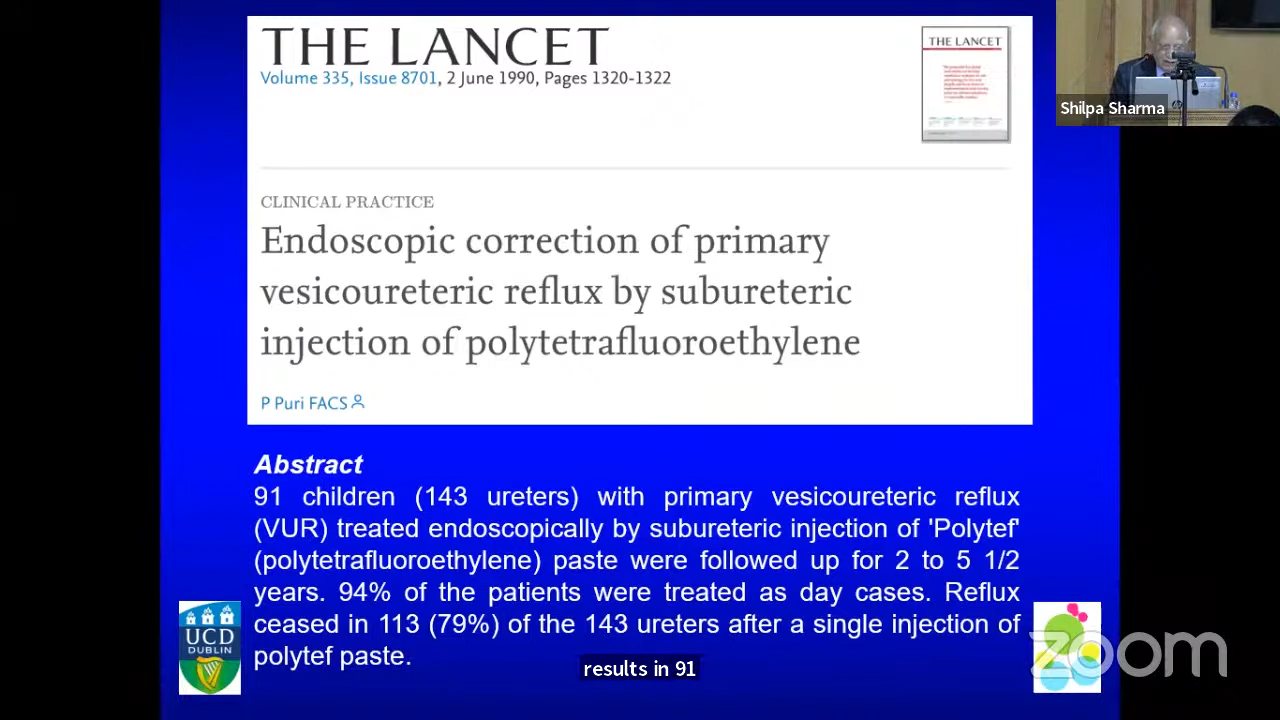 THE LANCET
Volume 335, Issue 8701, 2 June 1990, Pages 1320-1322
THE LANCET
Shilpa Sharma
CLINICAL PRACTICE
Endoscopic correction of primary
vesicoureteric reflux by subureteric
injection of polytetrafluoroethylene
P Puri FACS
Abstract
91 children (143 ureters) with primary vesicoureteric reflux
(VUR) treated endoscopically by subureteric injection of 'Polytef'
(polytetrafluoroethylene) paste were followed up for 2 to 5 1/2
years. 94% of the patients were treated as day cases. Reflux
ceased in 113 (79%) of the 143 ureters after a single injection of
polytef paste.
UCD
DUBLIN
results in 91
zoom